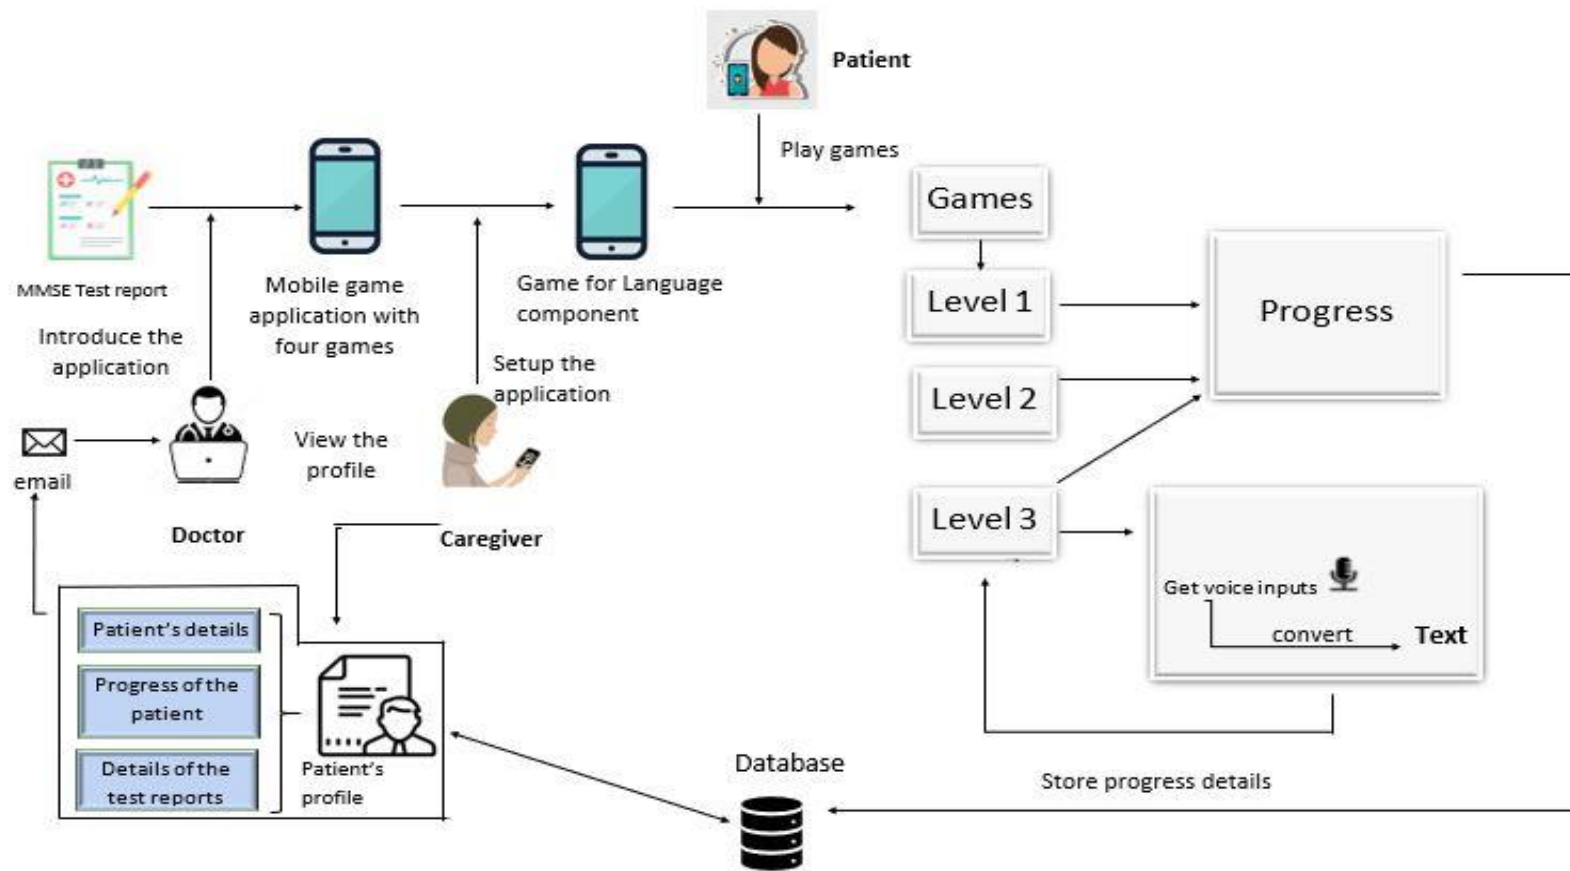 Patient
Play games
MMSE Test report
Mobile game
application with
four games
Game for Language
component
Introduce the
application
Setup the
application
View the
profile
email
Doctor
Caregiver
Games
Level 1
Level 2
Level 3
Progress
Get voice inputs
convert
Text
Patient's details
Progress of the
patient
Details of the
test reports
Patient's
profile
Database
Store progress details